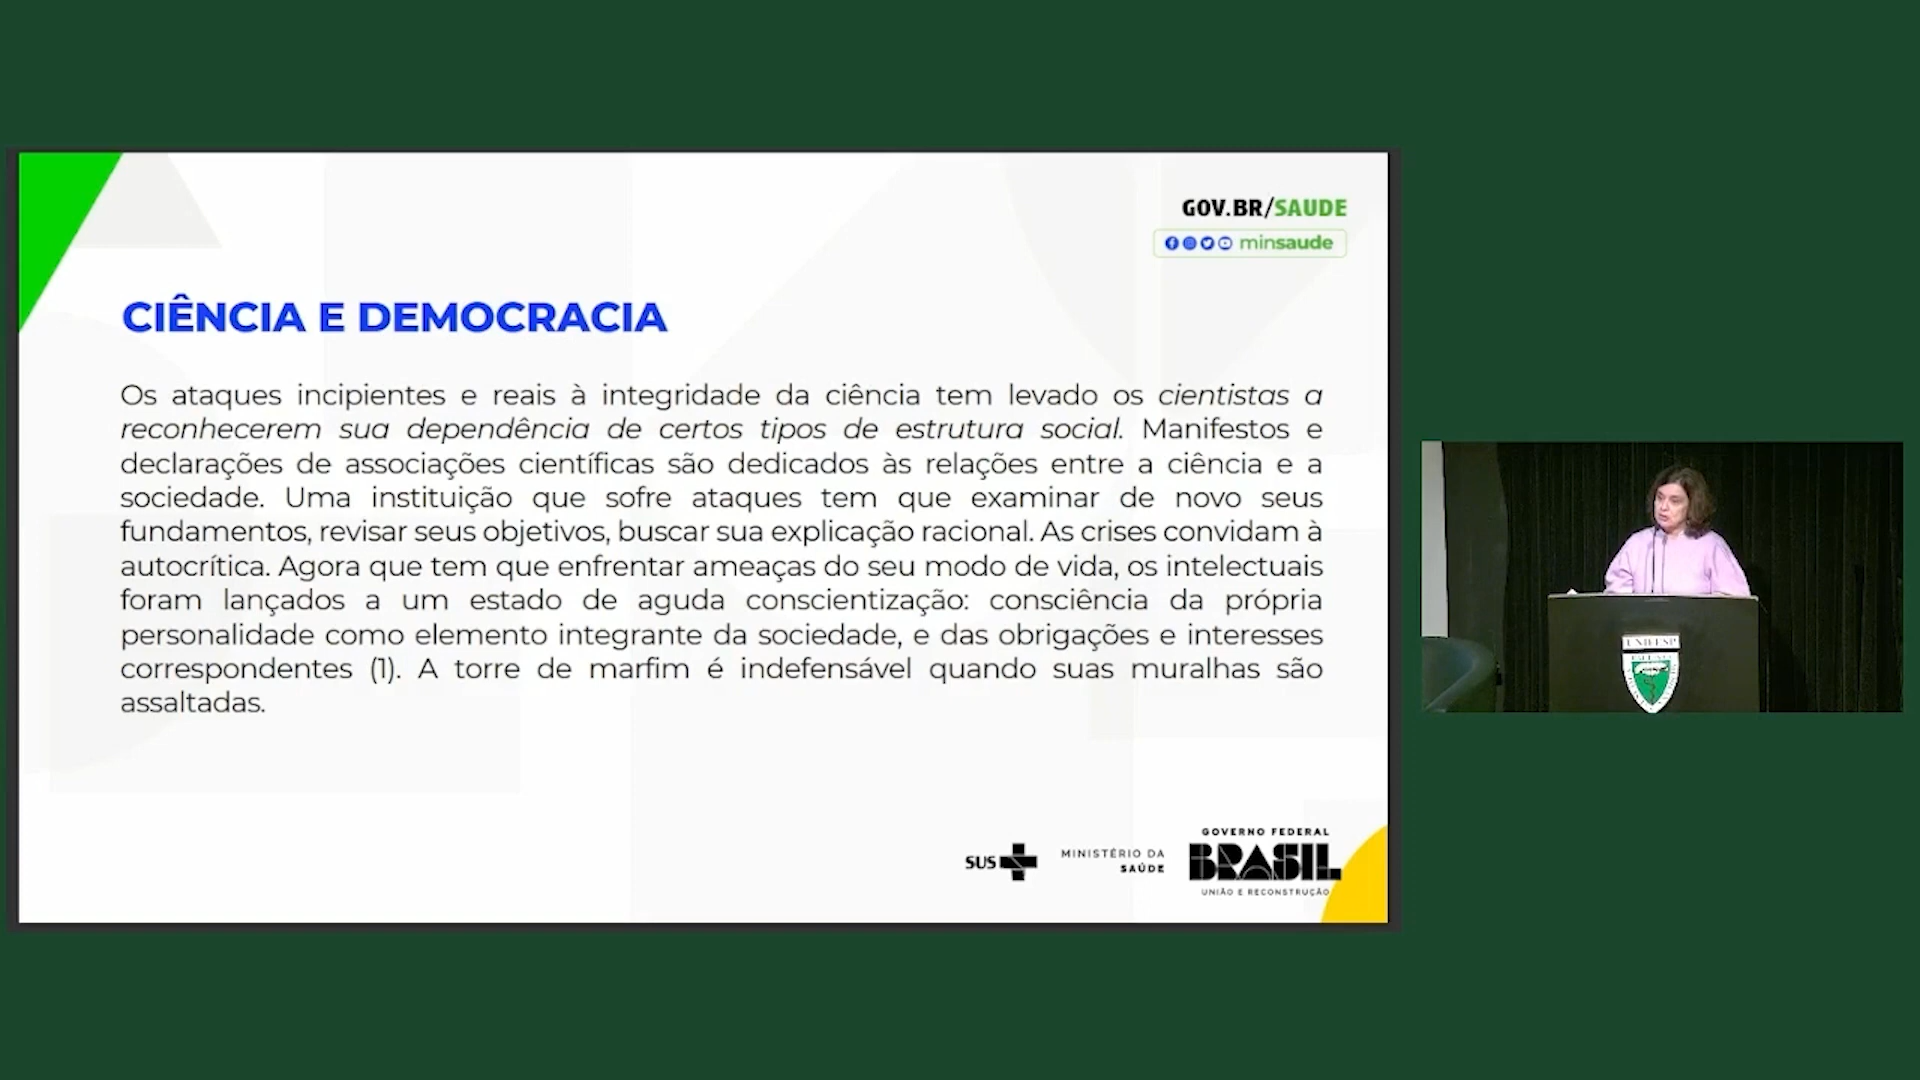 GOV.BR/SAUDE
minsaude
CIÊNCIA E DEMOCRACIA
Os ataques incipientes e reais à integridade da ciência tem levado os cientistas a
reconhecerem sua dependência de certos tipos de estrutura social. Manifestos e
declarações de associações científicas são dedicados às relações entre a ciência e a
sociedade. Uma instituição que sofre ataques tem que examinar de novo seus
fundamentos, revisar seus objetivos, buscar sua explicação racional. As crises convidam à
autocrítica. Agora que tem que enfrentar ameaças do seu modo de vida, os intelectuais
foram lançados a um estado de aguda conscientização: consciência da própria
personalidade como elemento integrante da sociedade, e das obrigações e interesses
correspondentes (1). A torre de marfim é indefensável quando suas muralhas são
assaltadas.
SUS
MINISTÉRIO DA
SAÚDE
GOVERNO FEDERAL
BRASIL
UNIÃO E RECONSTRUÇÃO
UNIFESP